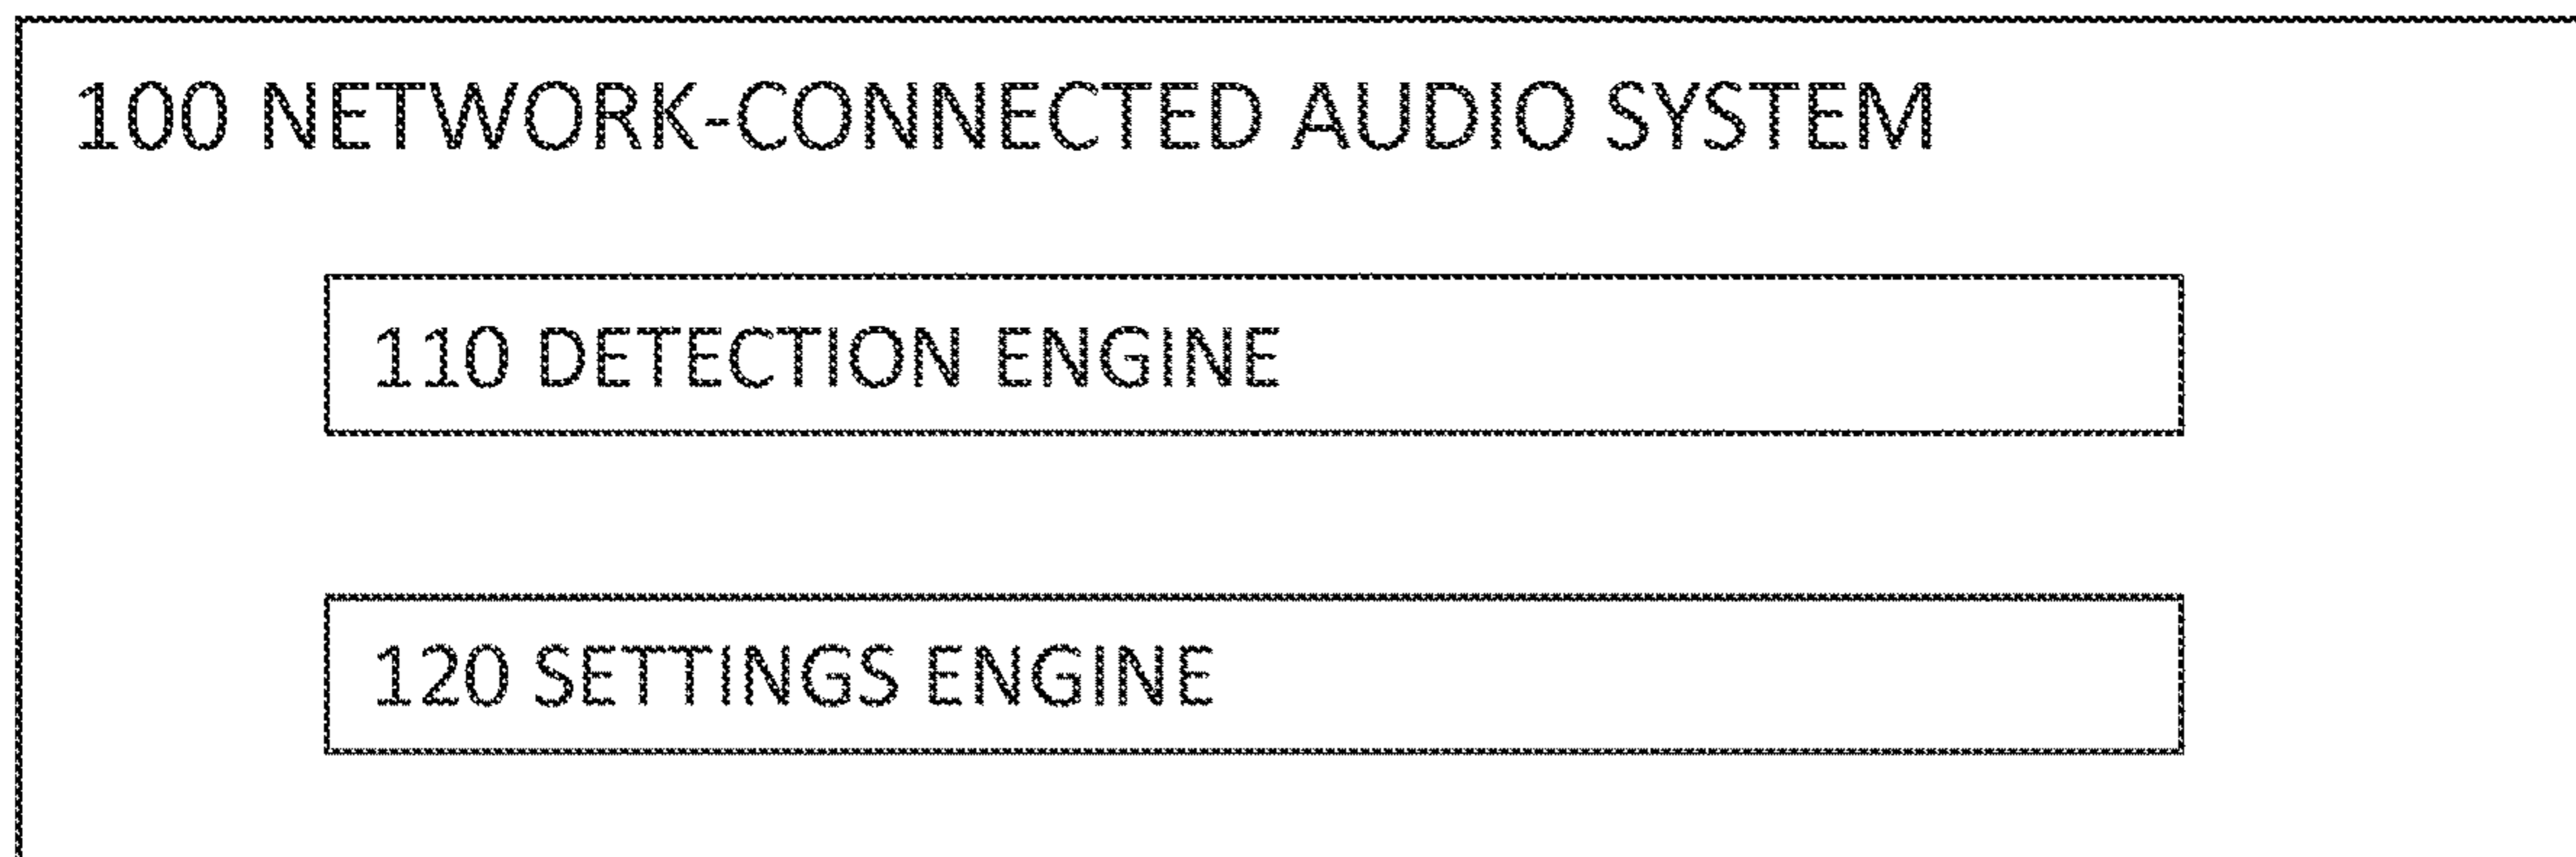 100 NETWORK-CONNECTED AUDIO SYSTEM
110 DETECTION ENGINE
120 SETTINGS ENGINE